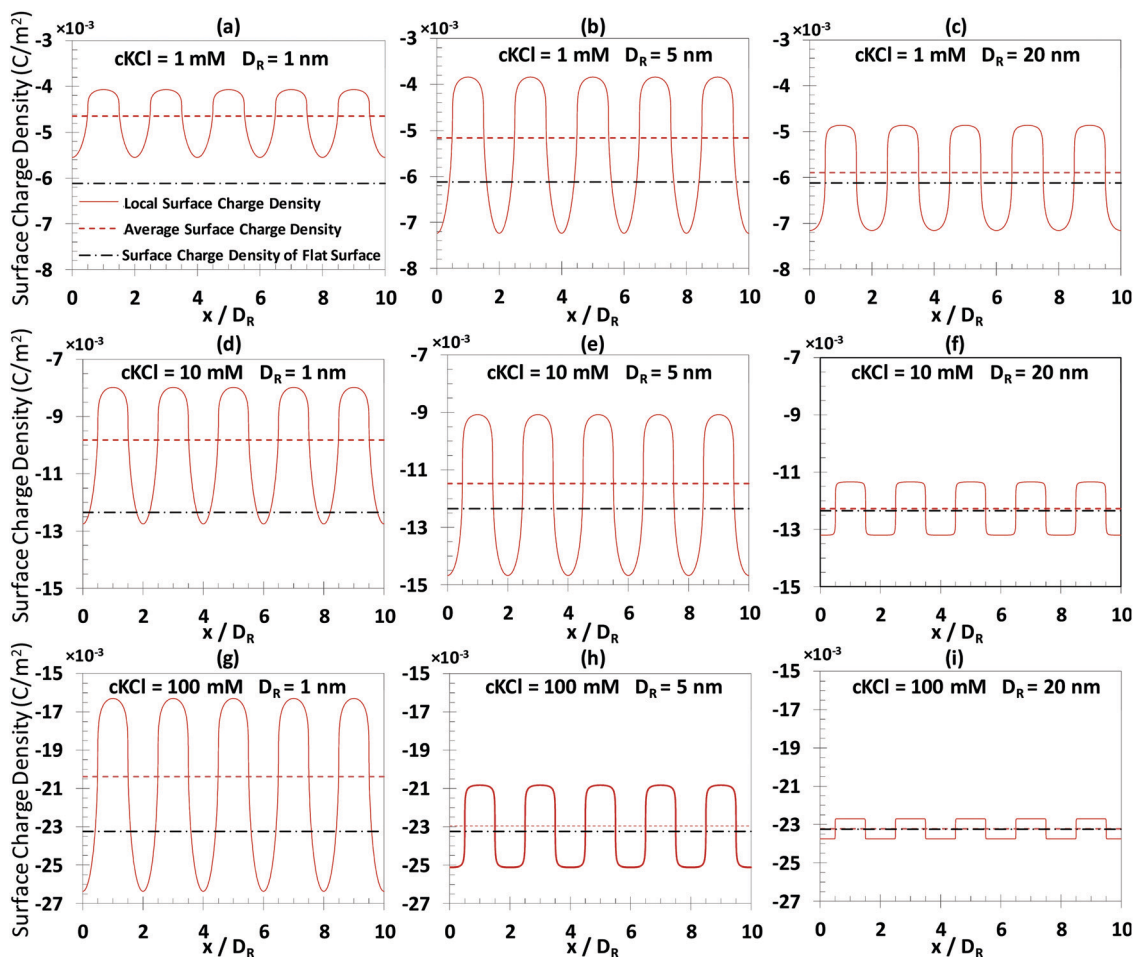 (a) (b) (c)
×10⁻³ ×10⁻³ ×10⁻³
cKCl = 1 mM D_R = 1 nm cKCl = 1 mM D_R = 5 nm cKCl = 1 mM D_R = 20 nm
Surface Charge Density (C/m²)
-3 -3 -3
-4 -4 -4
-5 -5 -5
-6 -6 -6
-7 -7 -7
-8 -8 -8
Local Surface Charge Density
Average Surface Charge Density
Surface Charge Density of Flat Surface
0 2 4 6 8 10 0 2 4 6 8 10 0 2 4 6 8 10
x / D_R x / D_R x / D_R
(d) (e) (f)
×10⁻³ ×10⁻³ ×10⁻³
cKCl = 10 mM D_R = 1 nm cKCl = 10 mM D_R = 5 nm cKCl = 10 mM D_R = 20 nm
Surface Charge Density (C/m²)
-7 -7 -7
-9 -9 -9
-11 -11 -11
-13 -13 -13
-15 -15 -15
0 2 4 6 8 10 0 2 4 6 8 10 0 2 4 6 8 10
x / D_R x / D_R x / D_R
(g) (h) (i)
×10⁻³ ×10⁻³ ×10⁻³
cKCl = 100 mM D_R = 1 nm cKCl = 100 mM D_R = 5 nm cKCl = 100 mM D_R = 20 nm
Surface Charge Density (C/m²)
-15 -15 -15
-17 -17 -17
-19 -19 -19
-21 -21 -21
-23 -23 -23
-25 -25 -25
-27 -27 -27
0 2 4 6 8 10 0 2 4 6 8 10 0 2 4 6 8 10
x / D_R x / D_R x / D_R